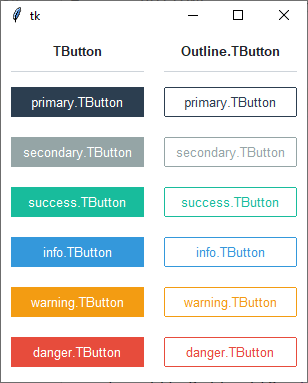 tk
TButton Outline.TButton
primary.TButton primary.TButton
secondary.TButton secondary.TButton
success.TButton success.TButton
info.TButton info.TButton
warning.TButton warning.TButton
danger.TButton danger.TButton